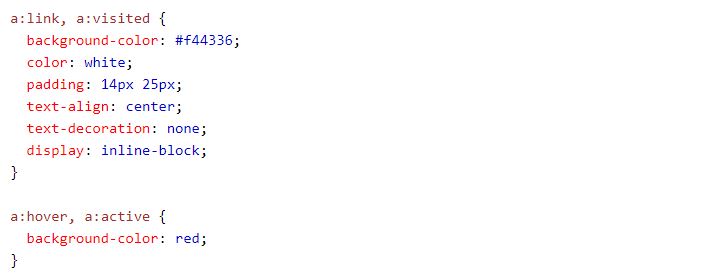 a:link, a:visited {
  background-color: #f44336;
  color: white;
  padding: 14px 25px;
  text-align: center;
  text-decoration: none;
  display: inline-block;
}

a:hover, a:active {
  background-color: red;
}